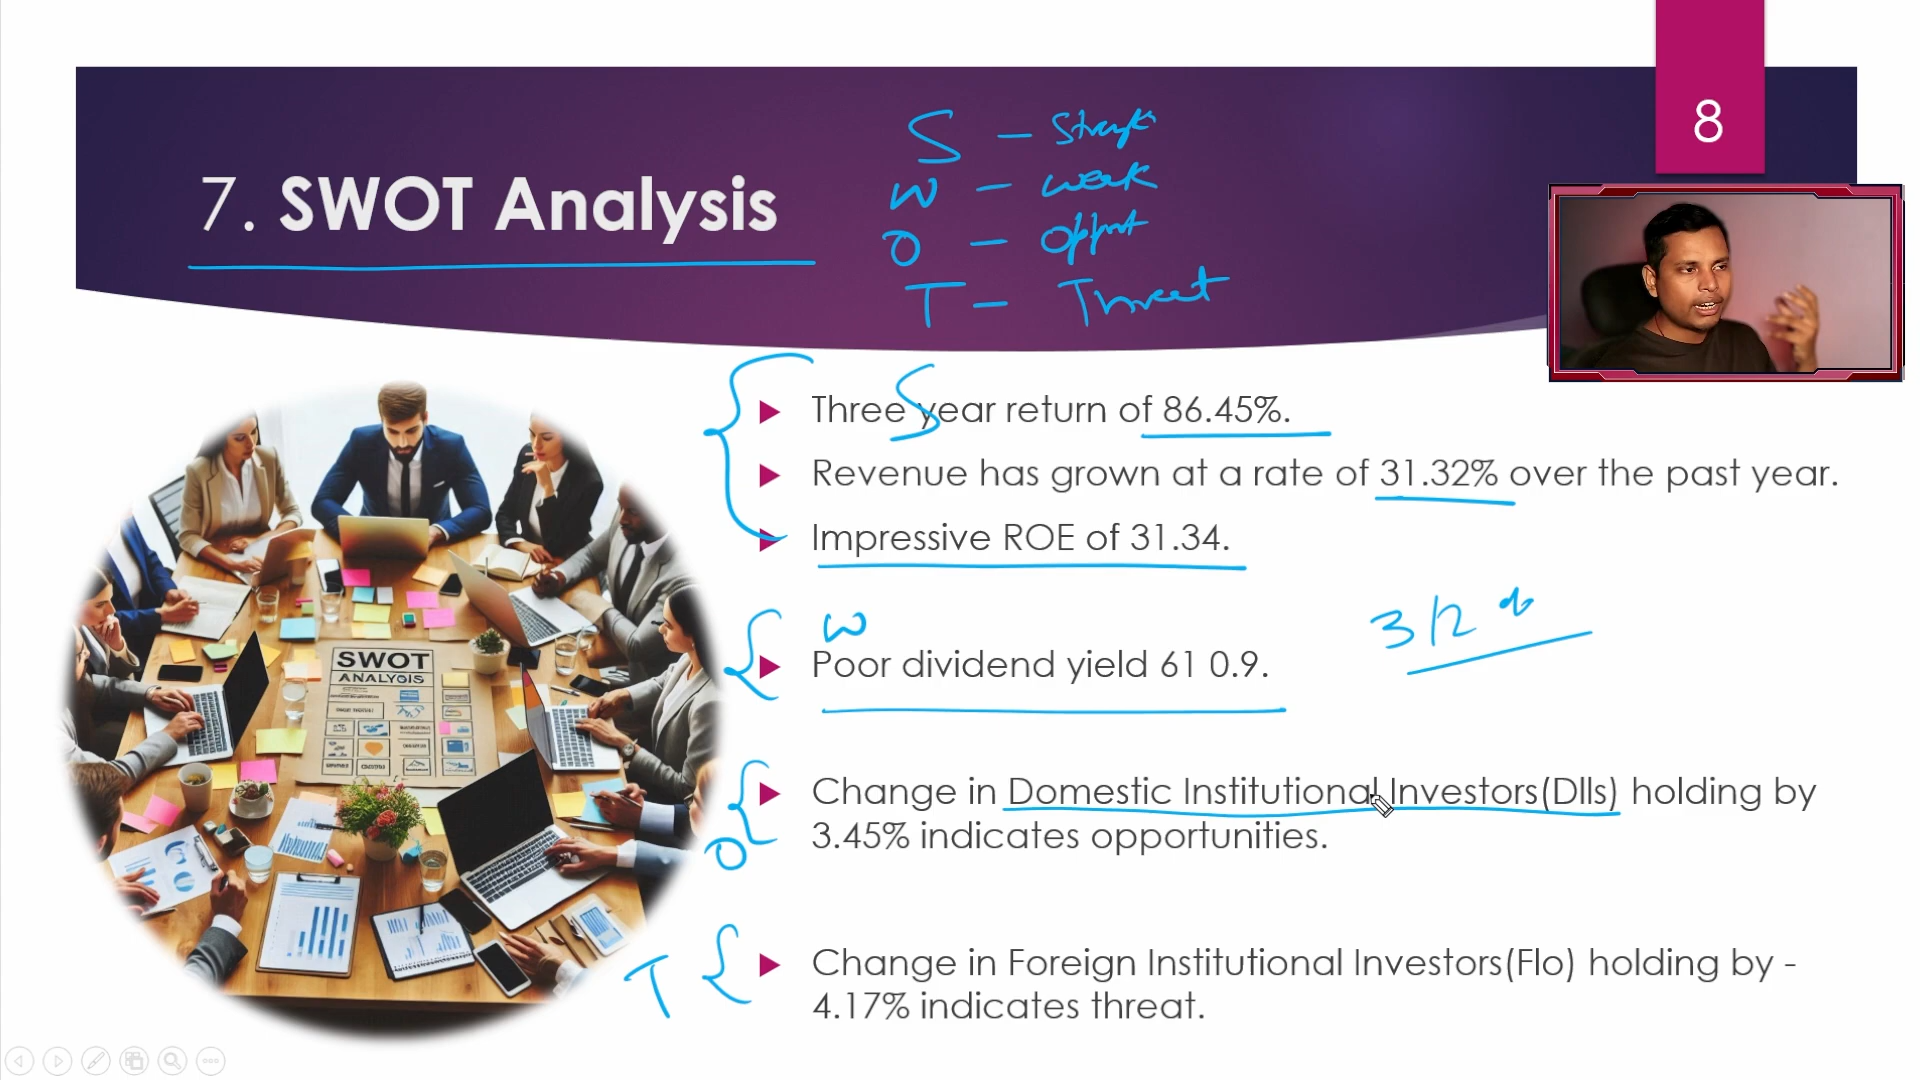 8
S - Strength
7. SWOT Analysis
W - weak
O - opport
T - Threat
S
Three year return of 86.45%.
Revenue has grown at a rate of 31.32% over the past year.
Impressive ROE of 31.34.
W
Poor dividend yield 61 0.9.
SWOT
ANALYSIS
O
Change in Domestic Institutional Investors(DIIs) holding by
3.45% indicates opportunities.
T
Change in Foreign Institutional Investors(FIo) holding by -
4.17% indicates threat.